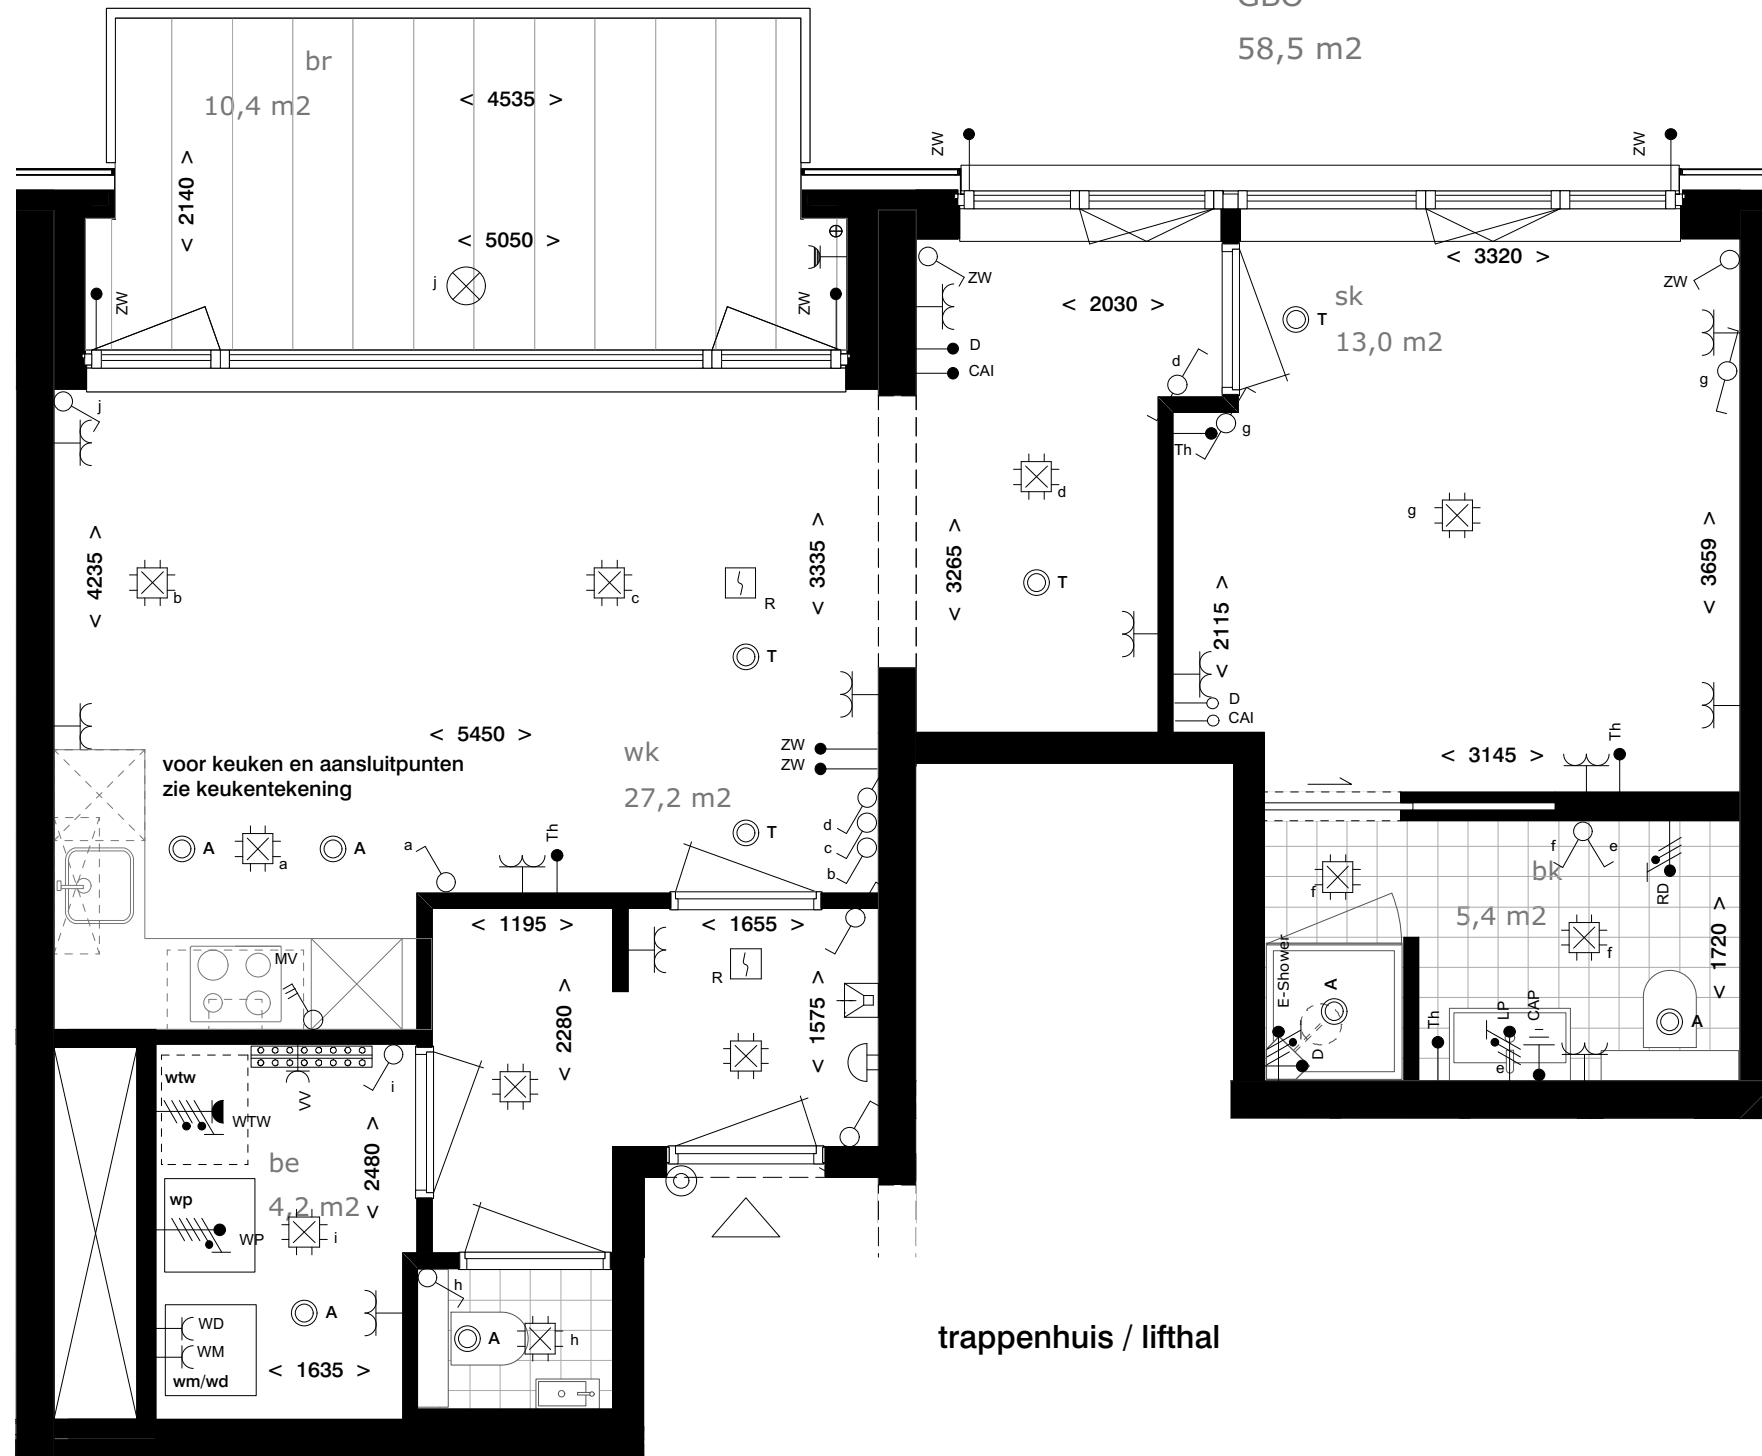 GBO
58,5 m2
br
10,4 m2
< 4535 >
< 2140 >
< 5050 >
j
ZW
ZW
ZW
ZW
< 3320 >
ZW
ZW
< 2030 >
sk
13,0 m2
T
D
CAI
d
g
j
Th
g
d
g
< 4235 >
b
c
R
< 3335 >
< 3265 >
T
< 3659 >
< 2115 >
T
D
CAI
< 5450 >
wk
27,2 m2
ZW
ZW
Th
< 3145 >
voor keuken en aansluitpunten
zie keukentekening
A
a
A
a
Th
T
d
c
b
f
e
bk
5,4 m2
f
RD
f
< 1720 >
< 1195 >
< 1655 >
MV
R
< 2280 >
< 1575 >
E-Shower
A
D
Th
LP
CAP
e
A
wtw
WTW
VV
i
be
4,2 m2
< 2480 >
wp
WP
i
A
WD
WM
wm/wd
< 1635 >
h
A
h
trappenhuis / lifthal